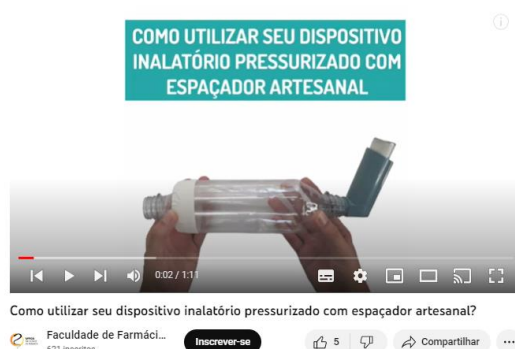 COMO UTILIZAR SEU DISPOSITIVO
INALATÓRIO PRESSURIZADO COM
ESPAÇADOR ARTESANAL
0:02 / 1:11
Como utilizar seu dispositivo inalatório pressurizado com espaçador artesanal?
Faculdade de Farmáci...
Inscrever-se
5
Compartilhar